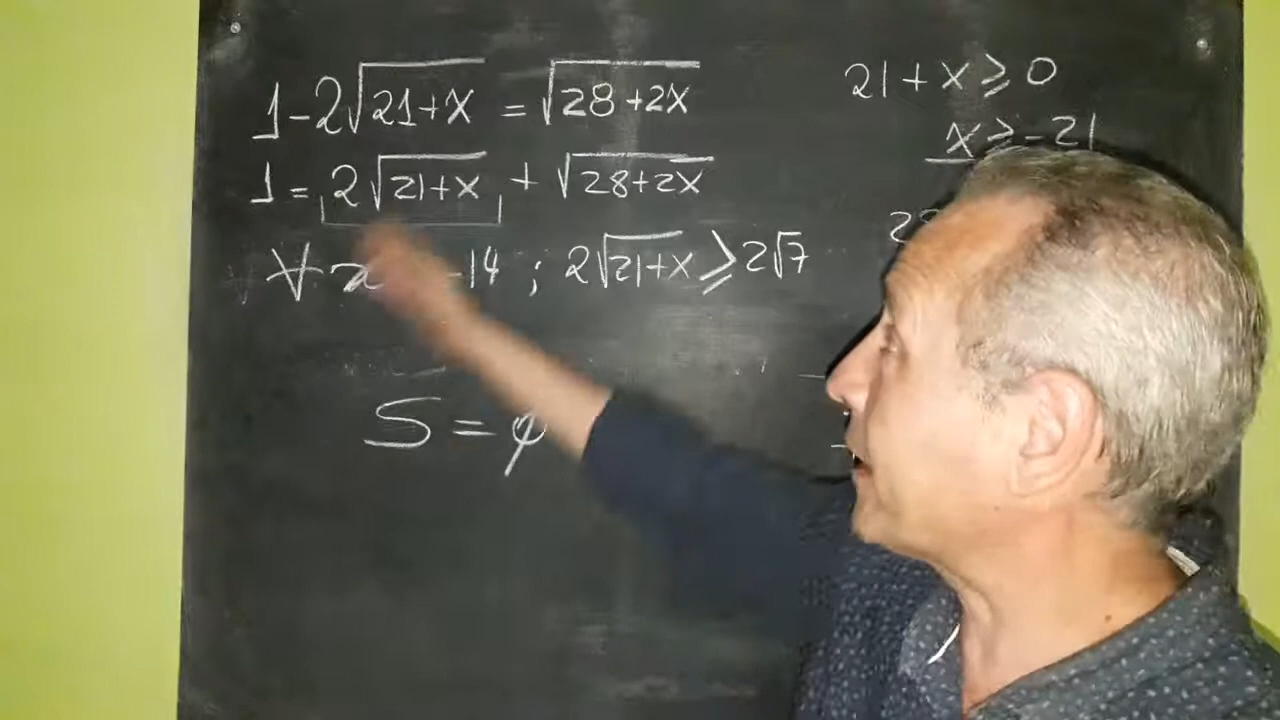 1-2√21+x = √28+2x
1 = 2√21+x + √28+2x
∀ x -14 ; 2√21+x ⩾ 2√7
S = φ
21 + x ⩾ 0
x ⩾ -21